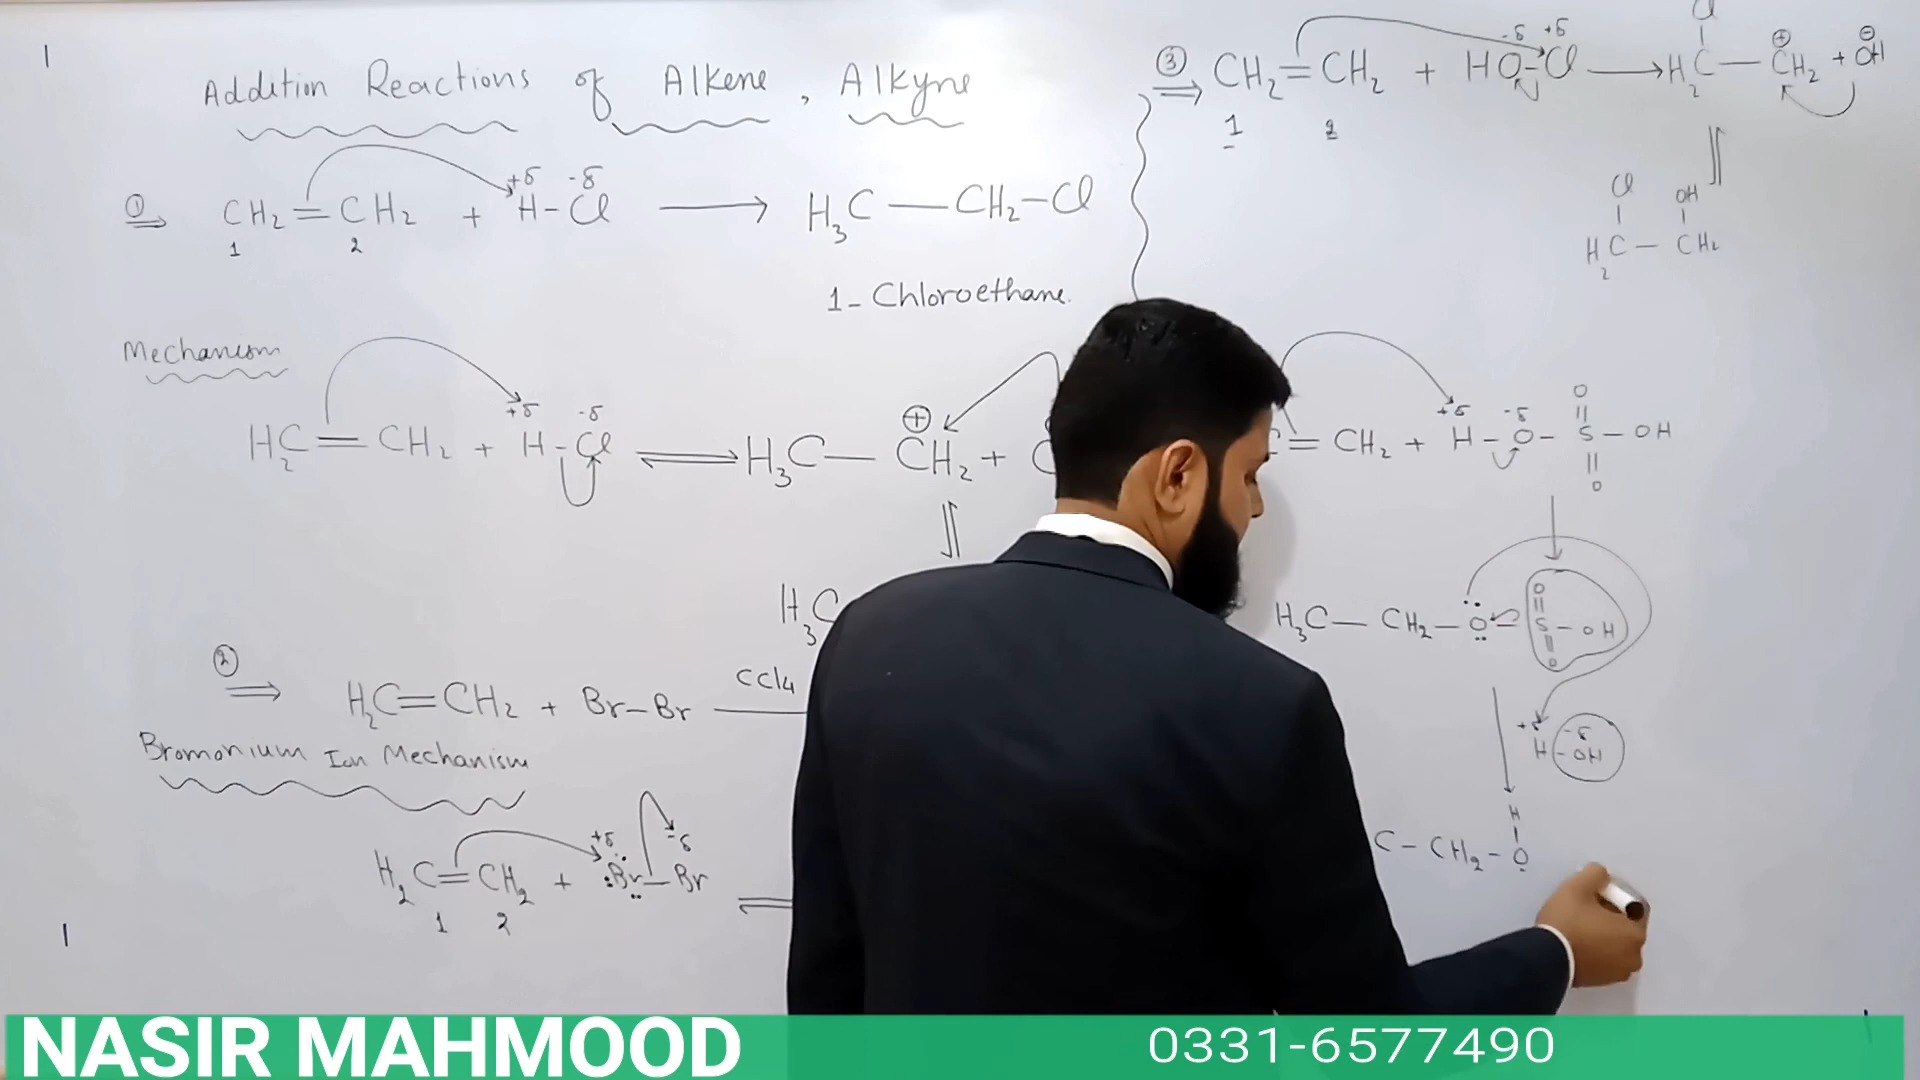 Addition Reactions of Alkene, Alkyne
① CH₂=CH₂ + H-Cl ⟶ H₃C—CH₂-Cl
+δ -δ
1 2
1- Chloroethane.
Mechanism
H₂C=CH₂ + H-Cl ⇌ H₃C—CH₂ +
+δ -δ ⊕
H₃C
② H₂C=CH₂ + Br-Br CCl₄
Bromonium Ion Mechanism
H₂C=CH₂ + :Br—Br ⇌
+δ -δ
1 2
③ CH₂=CH₂ + HO-Cl ⟶ H₂C—CH₂ + OH
-δ +δ Cl ⊕ ⊖
1 2
Cl OH
H₂C — CH₂
O
+δ -δ
=CH₂ + H-O-S-OH
O
O
H₃C—CH₂-O-S-OH
O
+δ -δ
H-OH
H
C-CH₂-O
NASIR MAHMOOD
0331-6577490